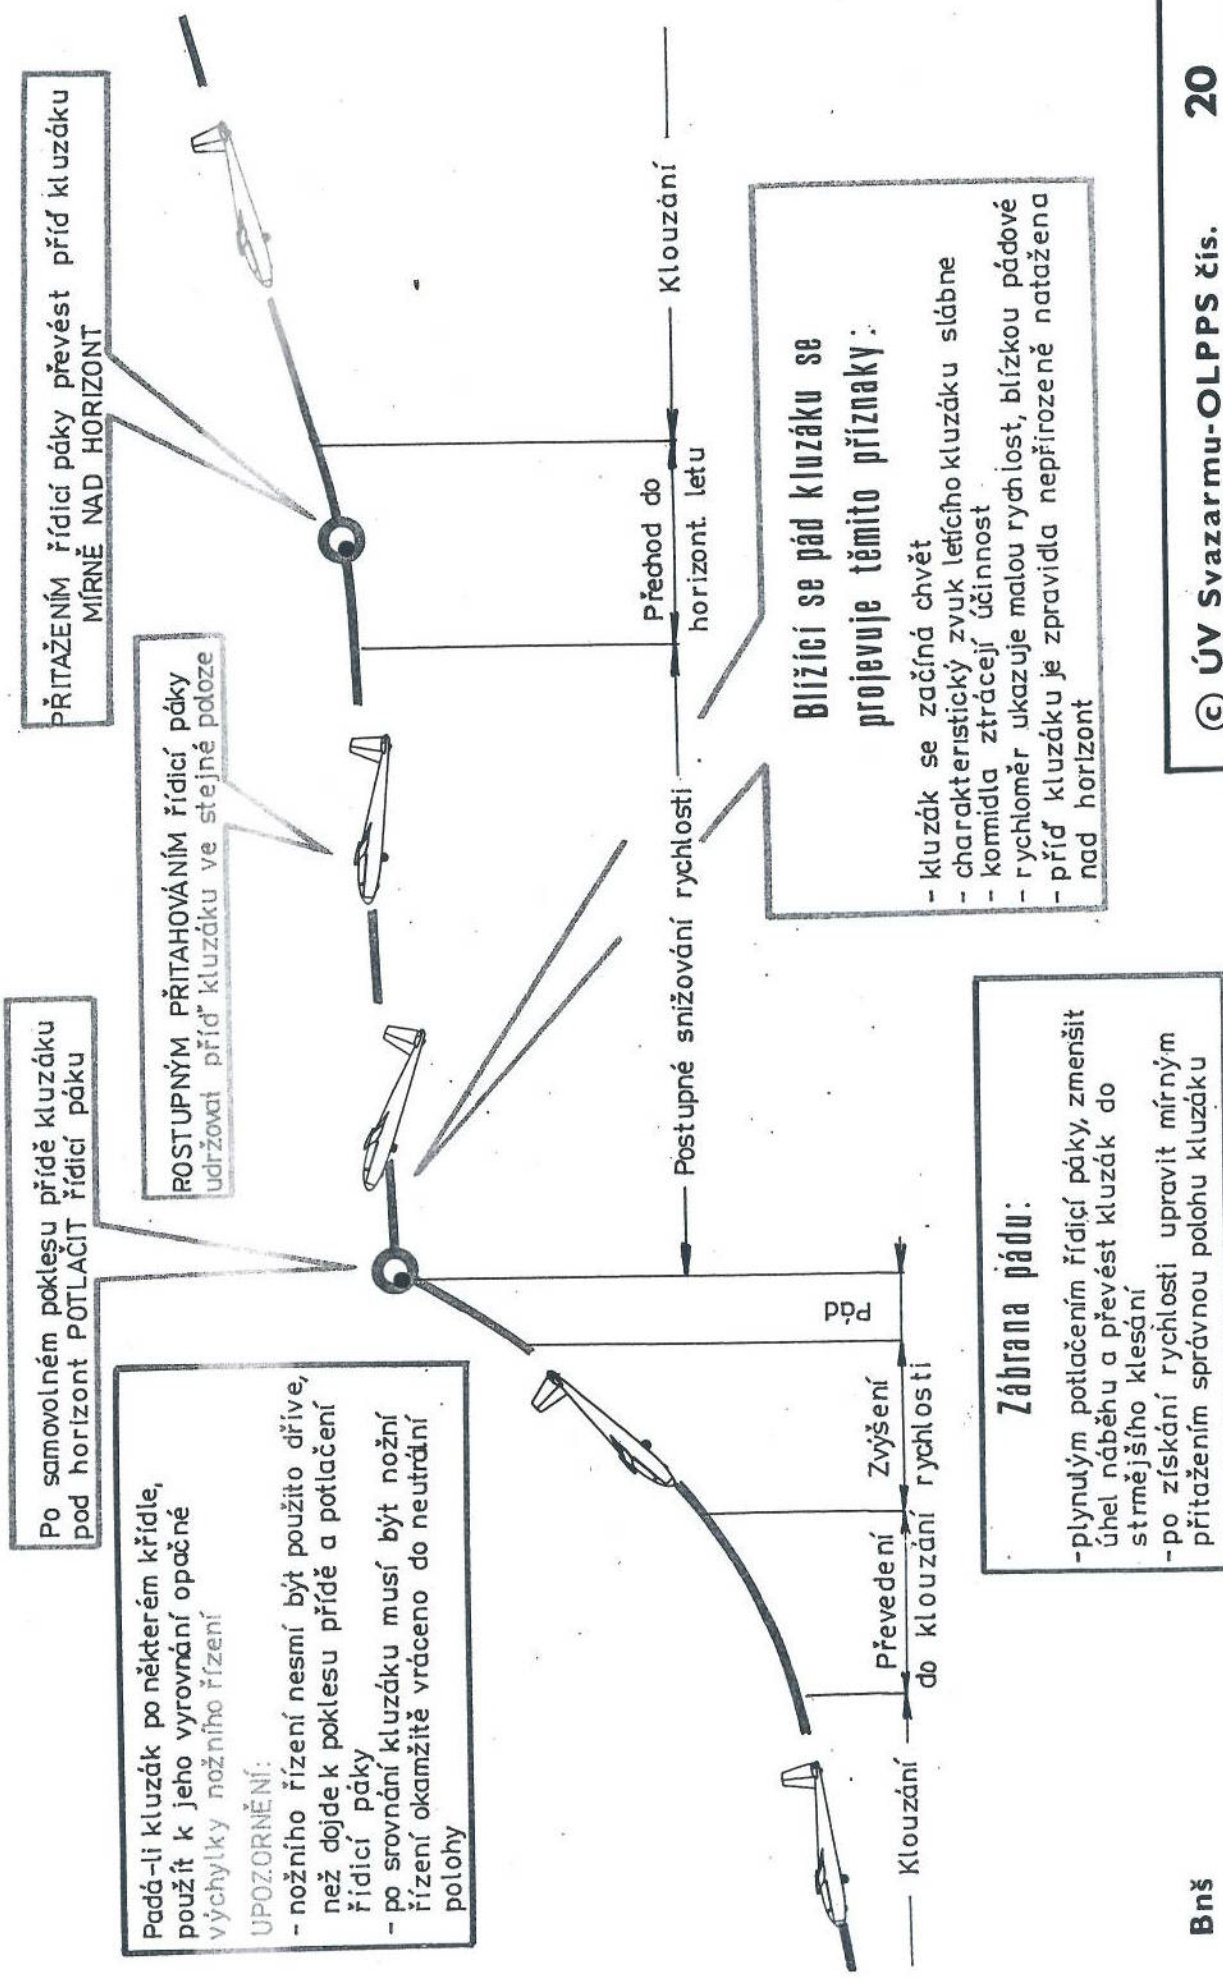 PŘITAŽENÍM řídicí páky převést příď kluzáku
MÍRNĚ NAD HORIZONT
ROSTUPNÝM PŘITAHOVÁNÍM řídicí páky
udržovat příď kluzáku ve stejné poloze
Po samovolném poklesu přídě kluzáku
pod horizont POTLAČIT řídicí páku
Padá-li kluzák po některém křídle,
použít k jeho vyrovnání opačné
výchylky nožního řízení
UPOZORNĚNÍ:
- nožního řízení nesmí být použito dříve,
než dojde k poklesu přídě a potlačení
řídicí páky
- po srovnání kluzáku musí být nožní
řízení okamžitě vráceno do neutrální
polohy
Klouzání
Převedení
do klouzání
Zvýšení
rychlosti
Pád
Postupné snižování rychlosti
Přechod do
horizont. letu
Klouzání
Zábrana pádu:
- plynulým potlačením řídicí páky, zmenšit
úhel náběhu a převést kluzák do
strmějšího klesání
- po získání rychlosti upravit mírným
přitažením správnou polohu kluzáku
Blížící se pád kluzáku se
projevuje těmito příznaky:
- kluzák se začíná chvět
- charakteristický zvuk letícího kluzáku slábne
- kormidla ztrácejí účinnost
- rychloměr ukazuje malou rychlost, blízkou pádové
- příď kluzáku je zpravidla nepřirozeně natažena
nad horizont
Bnš
© ÚV Svazarmu-OLPPS čís. 20